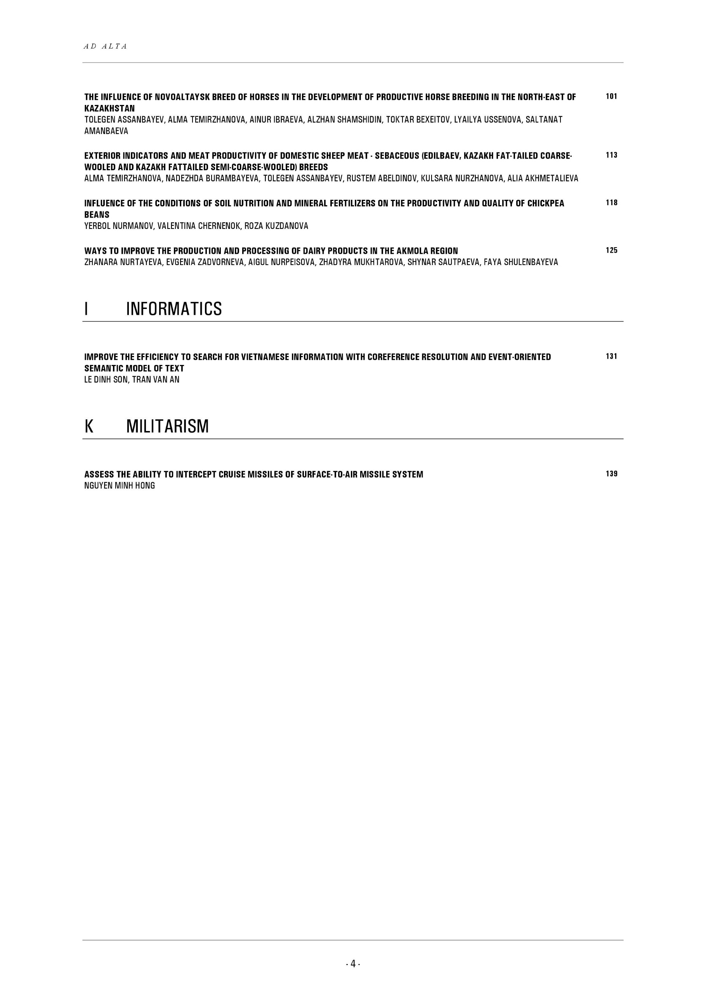 AD ALTA
THE INFLUENCE OF NOVOALTAYSK BREED OF HORSES IN THE DEVELOPMENT OF PRODUCTIVE HORSE BREEDING IN THE NORTH-EAST OF 101
KAZAKHSTAN
TOLEGEN ASSANBAYEV, ALMA TEMIRZHANOVA, AINUR IBRAEVA, ALZHAN SHAMSHIDIN, TOKTAR BEXEITOV, LYAILYA USSENOVA, SALTANAT
AMANBAEVA
EXTERIOR INDICATORS AND MEAT PRODUCTIVITY OF DOMESTIC SHEEP MEAT - SEBACEOUS (EDILBAEV, KAZAKH FAT-TAILED COARSE- 113
WOOLED AND KAZAKH FATTAILED SEMI-COARSE-WOOLED) BREEDS
ALMA TEMIRZHANOVA, NADEZHDA BURAMBAYEVA, TOLEGEN ASSANBAYEV, RUSTEM ABELDINOV, KULSARA NURZHANOVA, ALIA AKHMETALIEVA
INFLUENCE OF THE CONDITIONS OF SOIL NUTRITION AND MINERAL FERTILIZERS ON THE PRODUCTIVITY AND QUALITY OF CHICKPEA 118
BEANS
YERBOL NURMANOV, VALENTINA CHERNENOK, ROZA KUZDANOVA
WAYS TO IMPROVE THE PRODUCTION AND PROCESSING OF DAIRY PRODUCTS IN THE AKMOLA REGION 125
ZHANARA NURTAYEVA, EVGENIA ZADVORNEVA, AIGUL NURPEISOVA, ZHADYRA MUKHTAROVA, SHYNAR SAUTPAEVA, FAYA SHULENBAYEVA
I INFORMATICS
IMPROVE THE EFFICIENCY TO SEARCH FOR VIETNAMESE INFORMATION WITH COREFERENCE RESOLUTION AND EVENT-ORIENTED 131
SEMANTIC MODEL OF TEXT
LE DINH SON, TRAN VAN AN
K MILITARISM
ASSESS THE ABILITY TO INTERCEPT CRUISE MISSILES OF SURFACE-TO-AIR MISSILE SYSTEM 139
NGUYEN MINH HONG
- 4 -